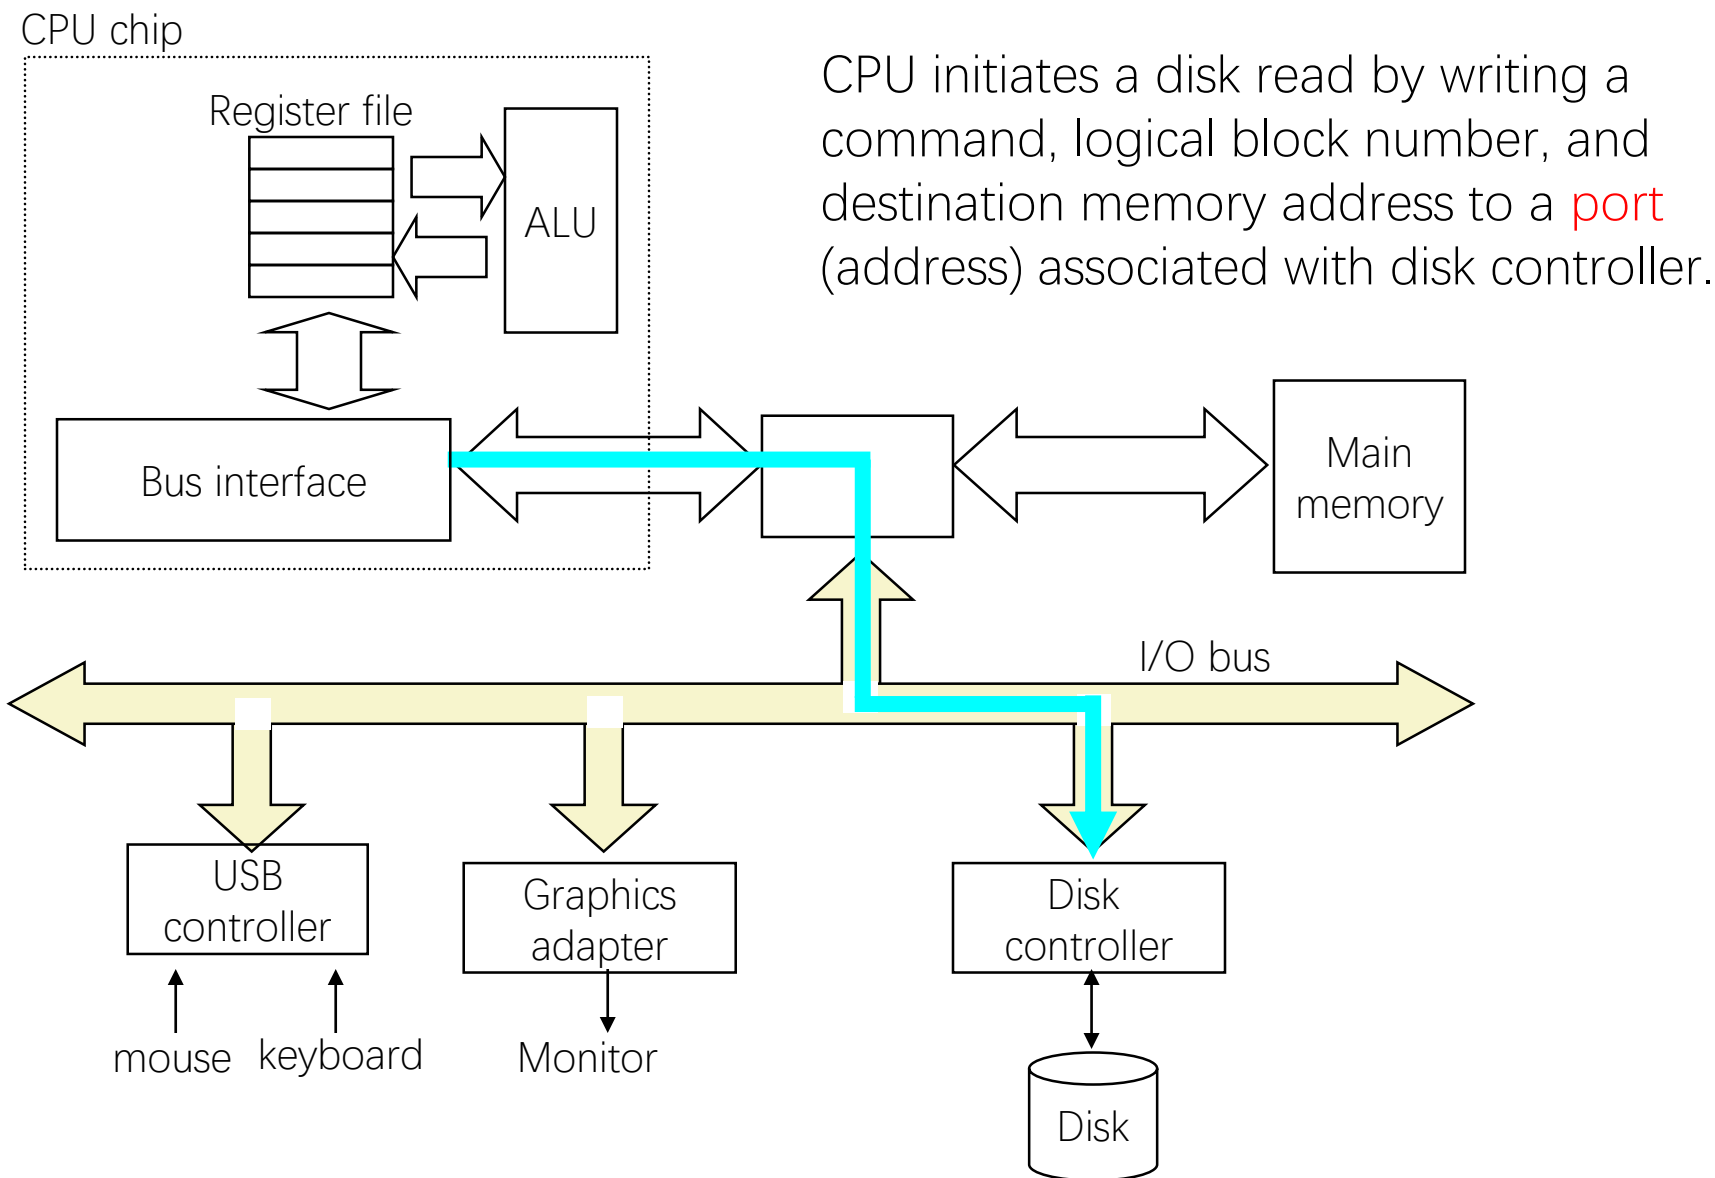 CPU chip
CPU initiates a disk read by writing a
command, logical block number, and
destination memory address to a port
(address) associated with disk controller.
Register file
ALU
Bus interface
Main
memory
I/O bus
USB
controller
Graphics
adapter
Disk
controller
mouse
keyboard
Monitor
Disk